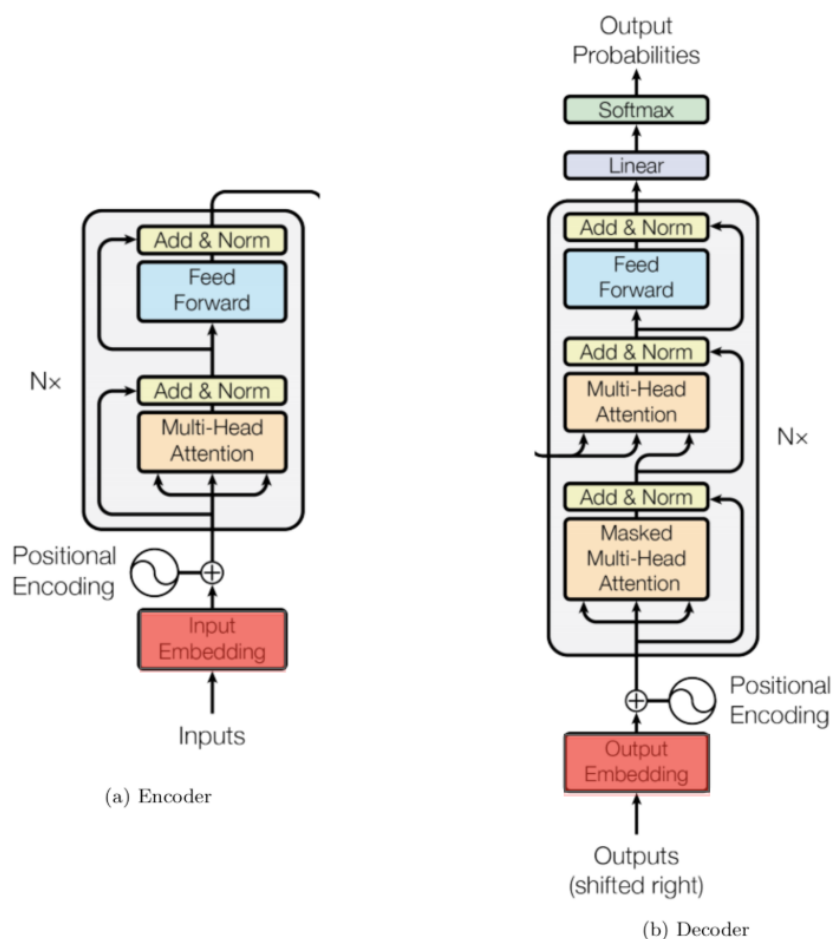 Add & Norm
Feed
Forward
Add & Norm
Multi-Head
Attention
N×
Positional
Encoding
Input
Embedding
Inputs
(a) Encoder
Output
Probabilities
Softmax
Linear
Add & Norm
Feed
Forward
Add & Norm
Multi-Head
Attention
N×
Add & Norm
Masked
Multi-Head
Attention
Positional
Encoding
Output
Embedding
Outputs
(shifted right)
(b) Decoder